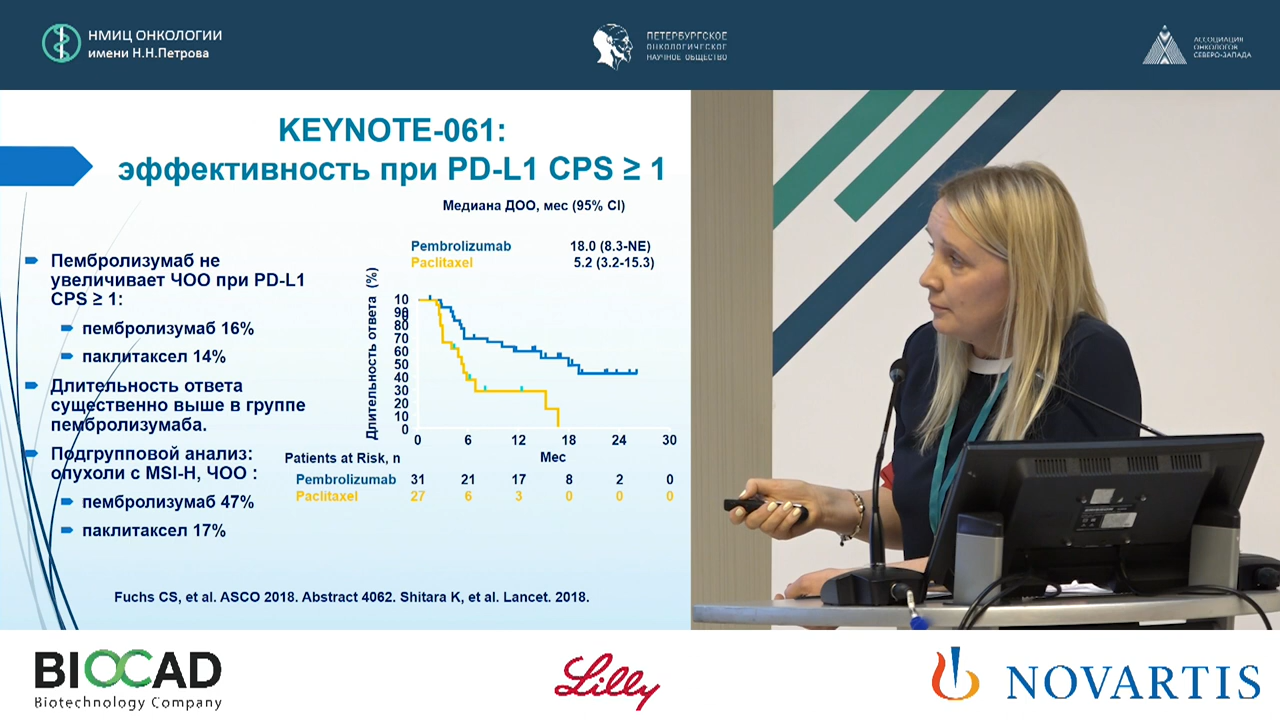 НМИЦ ОНКОЛОГИИ
имени Н.Н.Петрова
ПЕТЕРБУРГСКОЕ
ОНКОЛОГИЧЕСКОЕ
НАУЧНОЕ ОБЩЕСТВО
АССОЦИАЦИЯ
ОНКОЛОГОВ
СЕВЕРО-ЗАПАДА
KEYNOTE-061:
эффективность при PD-L1 CPS ≥ 1
Пембролизумаб не
увеличивает ЧОО при PD-L1
CPS ≥ 1:
пембролизумаб 16%
паклитаксел 14%
Длительность ответа
существенно выше в группе
пембролизумаба.
Подгрупповой анализ:
опухоли с MSI-H, ЧОО :
пембролизумаб 47%
паклитаксел 17%
Медиана ДОО, мес (95% CI)
Pembrolizumab 18.0 (8.3-NE)
Paclitaxel 5.2 (3.2-15.3)
Длительность ответа (%)
10
90
80
70
60
50
40
30
20
10
0
0 6 12 18 24 30
Мес
Patients at Risk, n
Pembrolizumab 31 21 17 8 2 0
Paclitaxel 27 6 3 0 0 0
Fuchs CS, et al. ASCO 2018. Abstract 4062. Shitara K, et al. Lancet. 2018.
BIOCAD
Biotechnology Company
Lilly
NOVARTIS